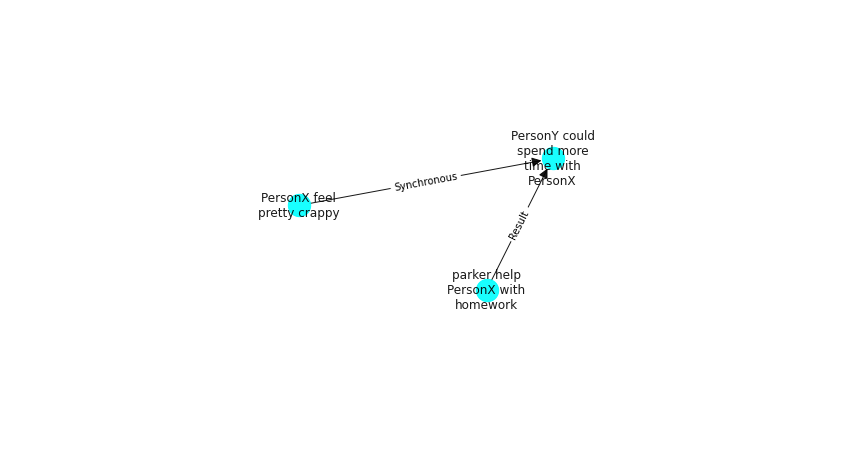 PersonY could
spend more
time with
PersonX
Synchronous
PersonX feel
pretty crappy
Result
parker help
PersonX with
homework